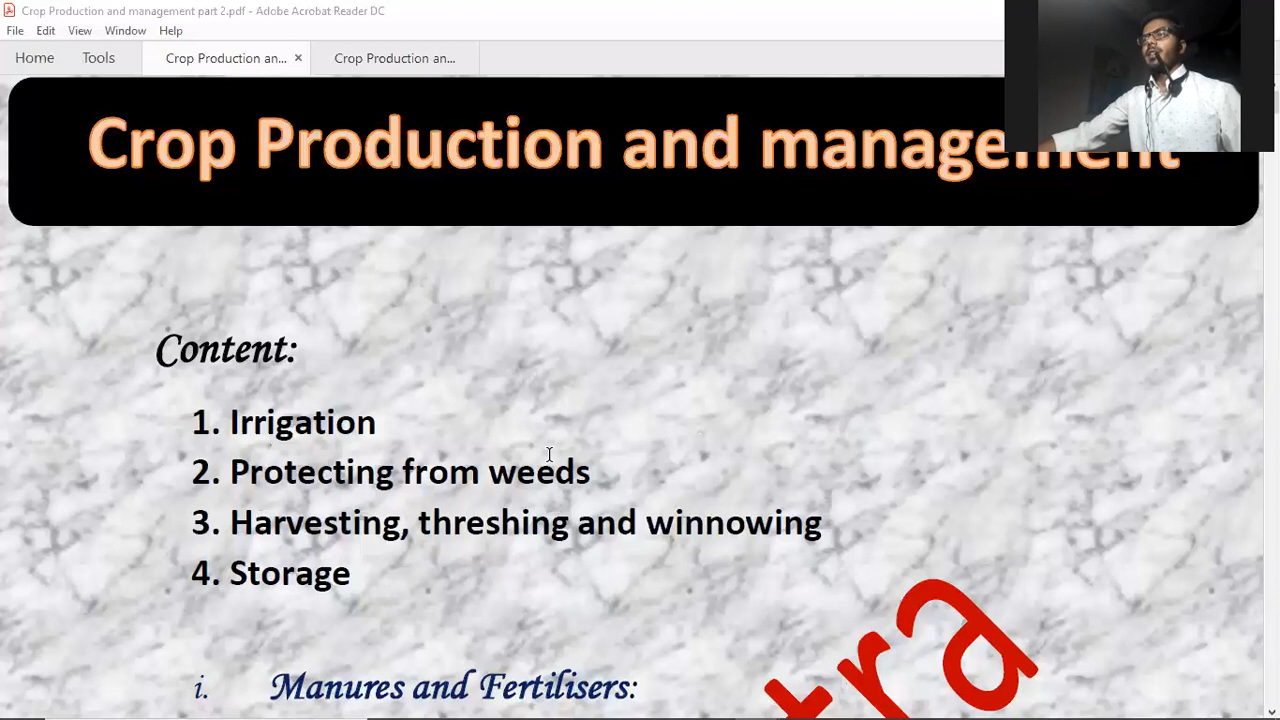 Crop Production and management part 2.pdf - Adobe Acrobat Reader DC
File Edit View Window Help
Home Tools Crop Production an... × Crop Production an...
Crop Production and management
Content:
1. Irrigation
2. Protecting from weeds
3. Harvesting, threshing and winnowing
4. Storage
i. Manures and Fertilisers: